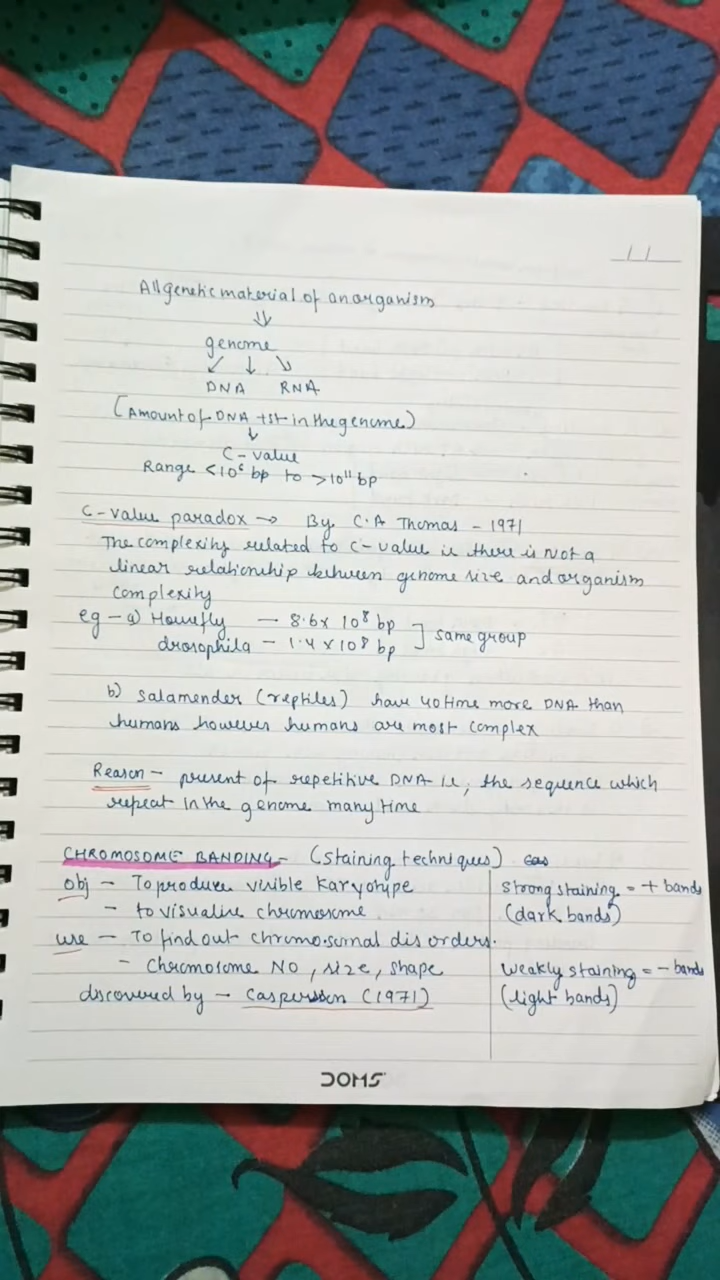 All genetic material of an organism
⇓
genome
↙ ↓ ↘
DNA RNA
(Amount of DNA +st in the genome)
↓
C-value
Range <10⁶ bp to >10¹¹ bp
C-value paradox → By C.A Thomas - 1971
The complexity related to C-value ie there is not a
linear relationship between genome size and organism
complexity
eg - a) Housefly — 8.6x 10⁸ bp
drosophila - 1.4 x 10⁸ bp ] same group
b) Salamender (reptiles) have 40 time more DNA than
humans however humans are most complex
Reason - present of repetitive DNA ie, the sequence which
repeat in the genome many time
CHROMOSOME BANDING - (staining techniques)
Obj - To produce visible Karyotipe
- to visualise chromosome
use - To find out chromosomal disorders.
- Chromosome NO, size, shape
discovered by - Caspersson (1971)
Strong staining = + bands
(dark bands)
Weakly staining = - bands
(light bands)
DOMS